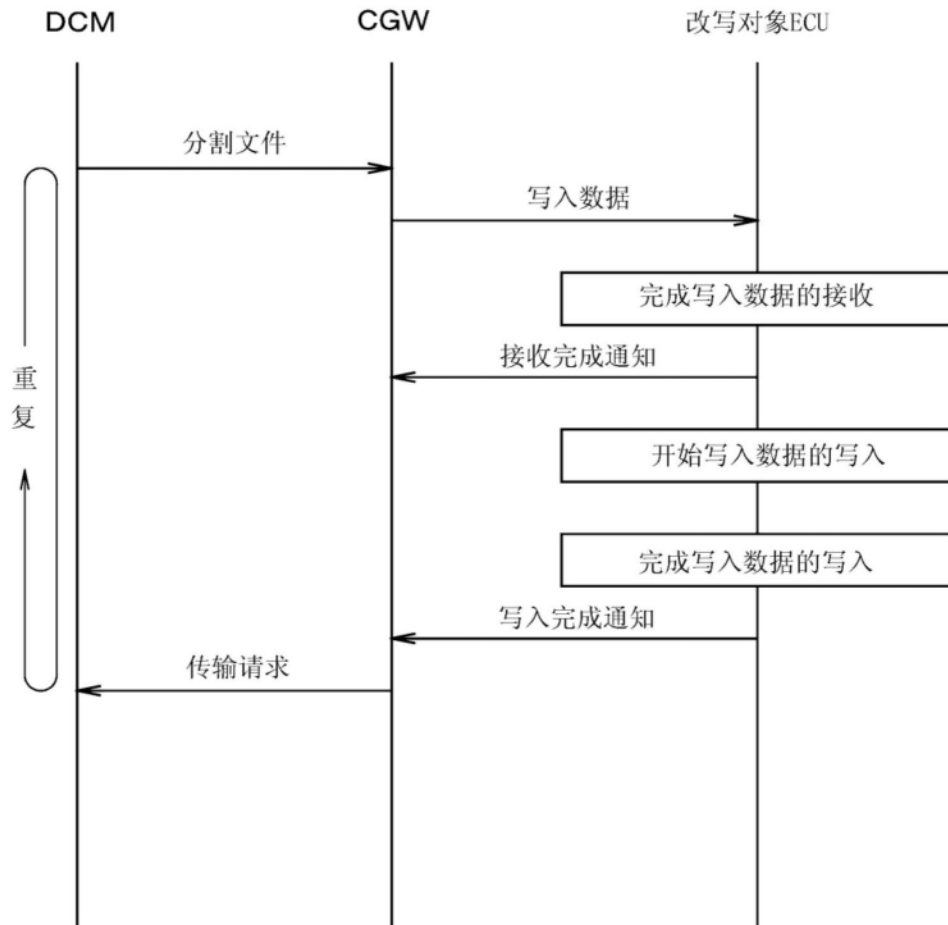 DCM
CGW
改写对象ECU
分割文件
写入数据
完成写入数据的接收
接收完成通知
重
复
开始写入数据的写入
完成写入数据的写入
写入完成通知
传输请求